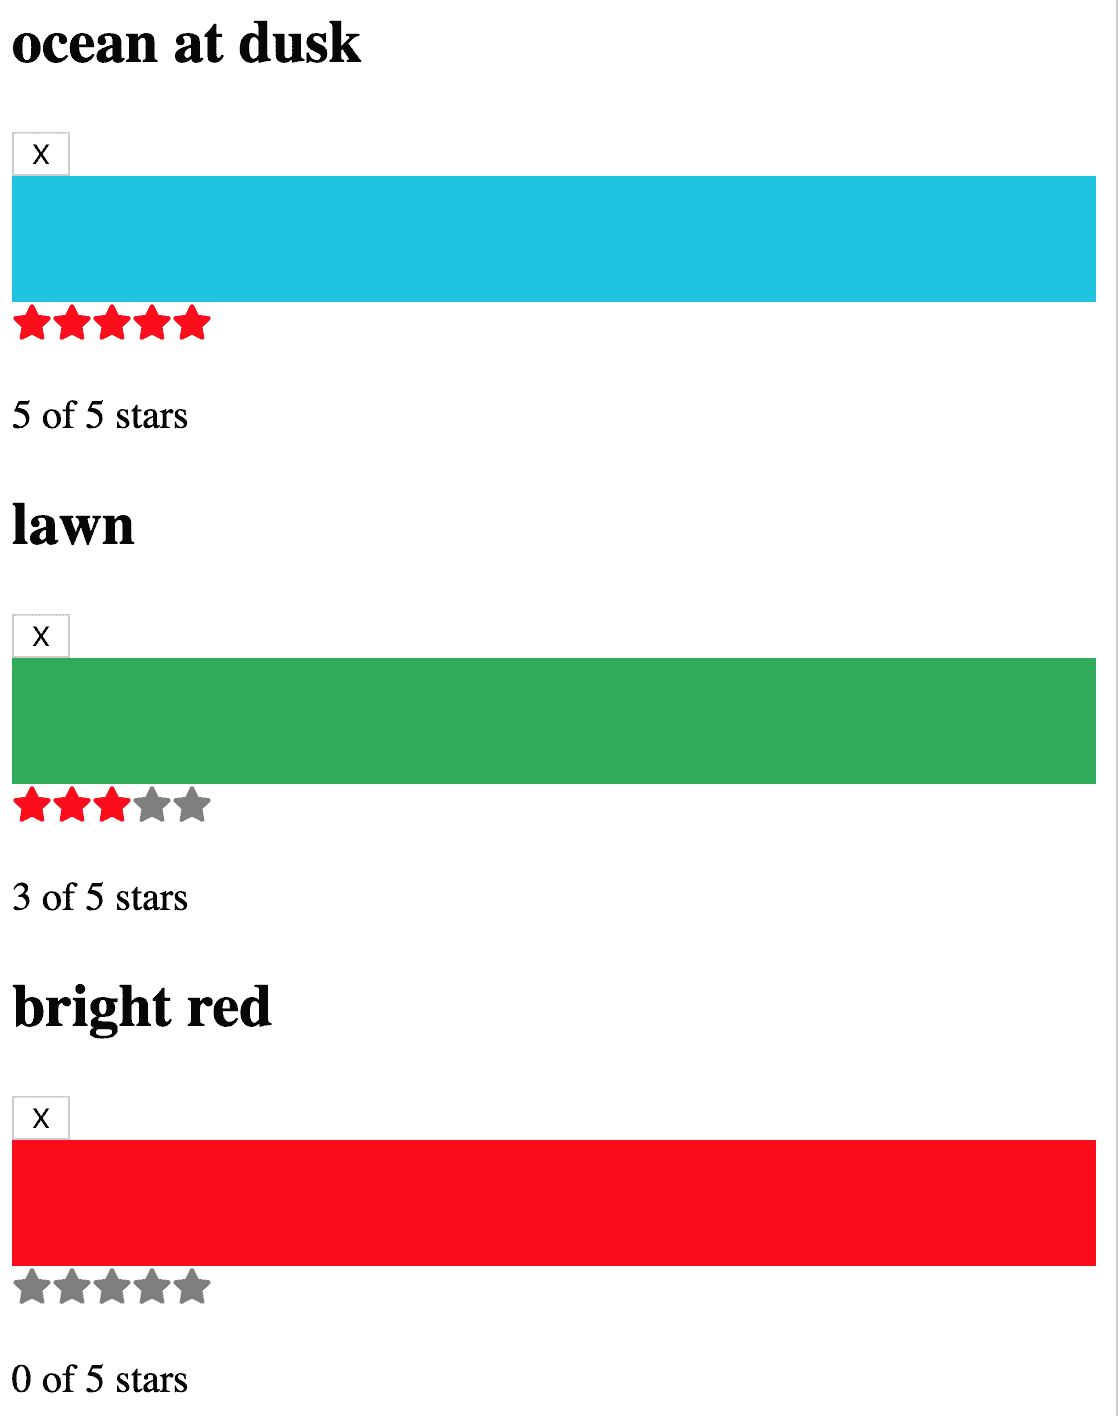 ocean at dusk
X
5 of 5 stars
lawn
X
3 of 5 stars
bright red
X
0 of 5 stars